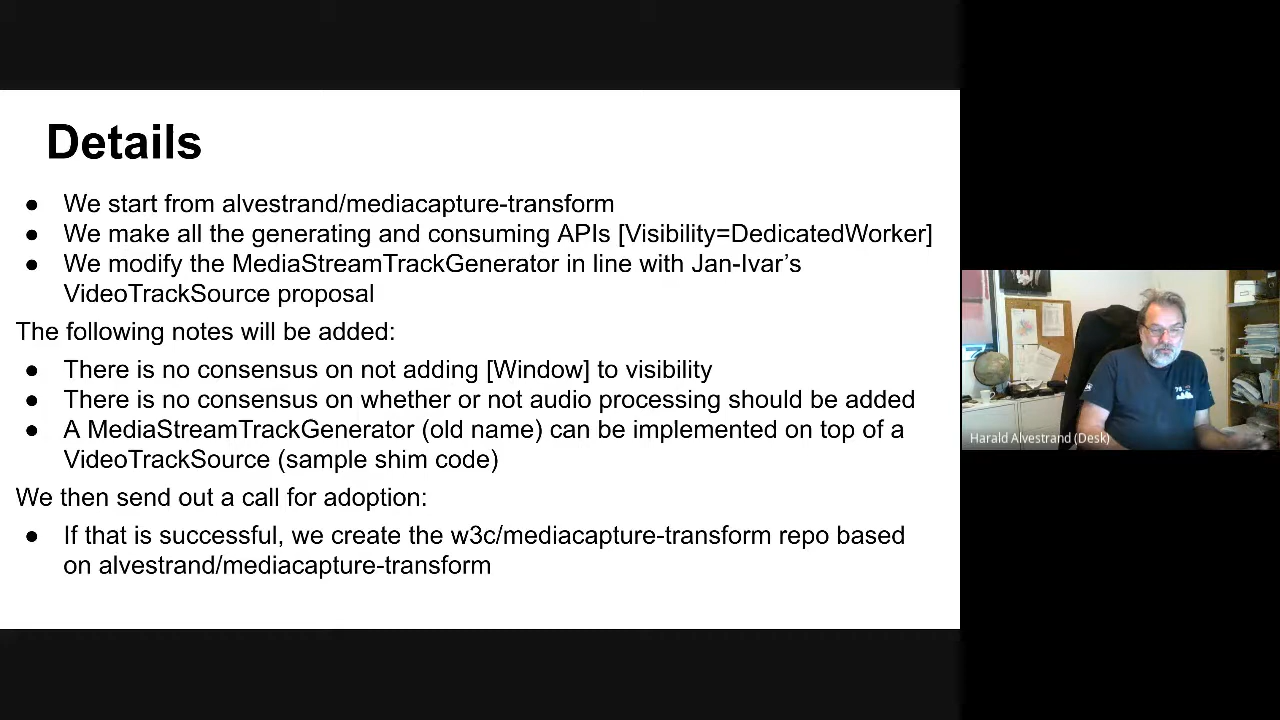 Details
● We start from alvestrand/mediacapture-transform
● We make all the generating and consuming APIs [Visibility=DedicatedWorker]
● We modify the MediaStreamTrackGenerator in line with Jan-Ivar’s
VideoTrackSource proposal
The following notes will be added:
● There is no consensus on not adding [Window] to visibility
● There is no consensus on whether or not audio processing should be added
● A MediaStreamTrackGenerator (old name) can be implemented on top of a
VideoTrackSource (sample shim code)
We then send out a call for adoption:
● If that is successful, we create the w3c/mediacapture-transform repo based
on alvestrand/mediacapture-transform
Harald Alvestrand (Desk)